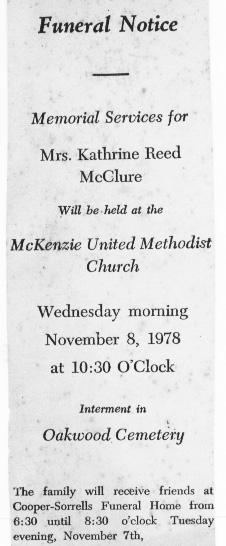 Funeral Notice
Memorial Services for
Mrs. Kathrine Reed
McClure
Will be held at the
McKenzie United Methodist
Church
Wednesday morning
November 8, 1978
at 10:30 O'Clock
Interment in
Oakwood Cemetery
The family will receive friends at
Cooper-Sorrells Funeral Home from
6:30 until 8:30 o'clock Tuesday
evening, November 7th,